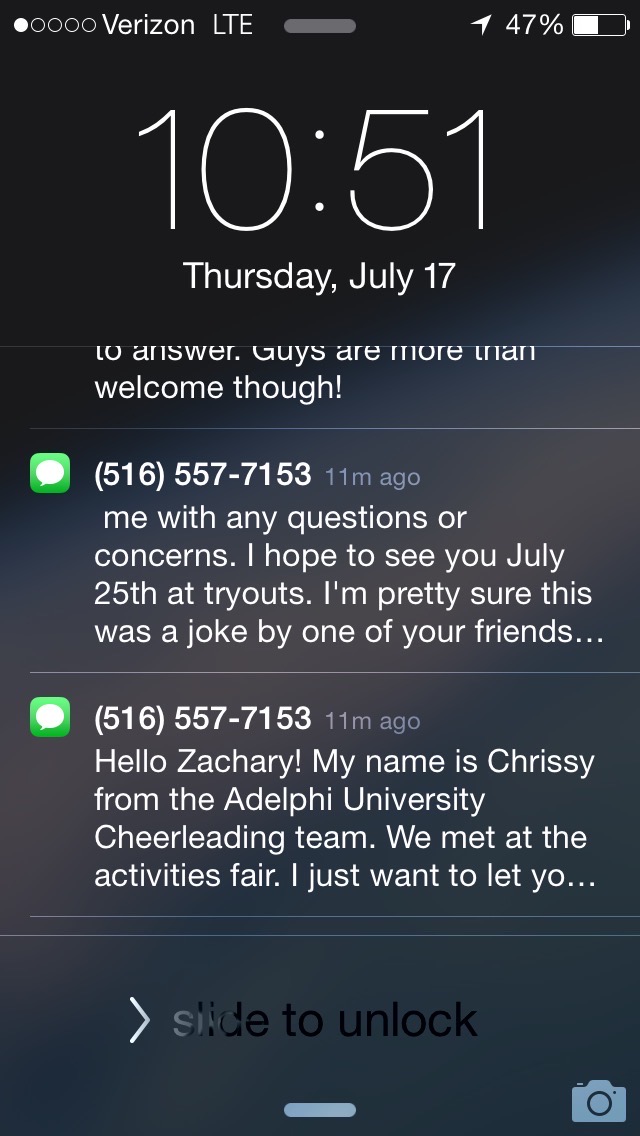 Verizon LTE 47%
10:51
Thursday, July 17
to answer. Guys are more than
welcome though!
(516) 557-7153 11m ago
me with any questions or
concerns. I hope to see you July
25th at tryouts. I'm pretty sure this
was a joke by one of your friends…
(516) 557-7153 11m ago
Hello Zachary! My name is Chrissy
from the Adelphi University
Cheerleading team. We met at the
activities fair. I just want to let yo…
slide to unlock